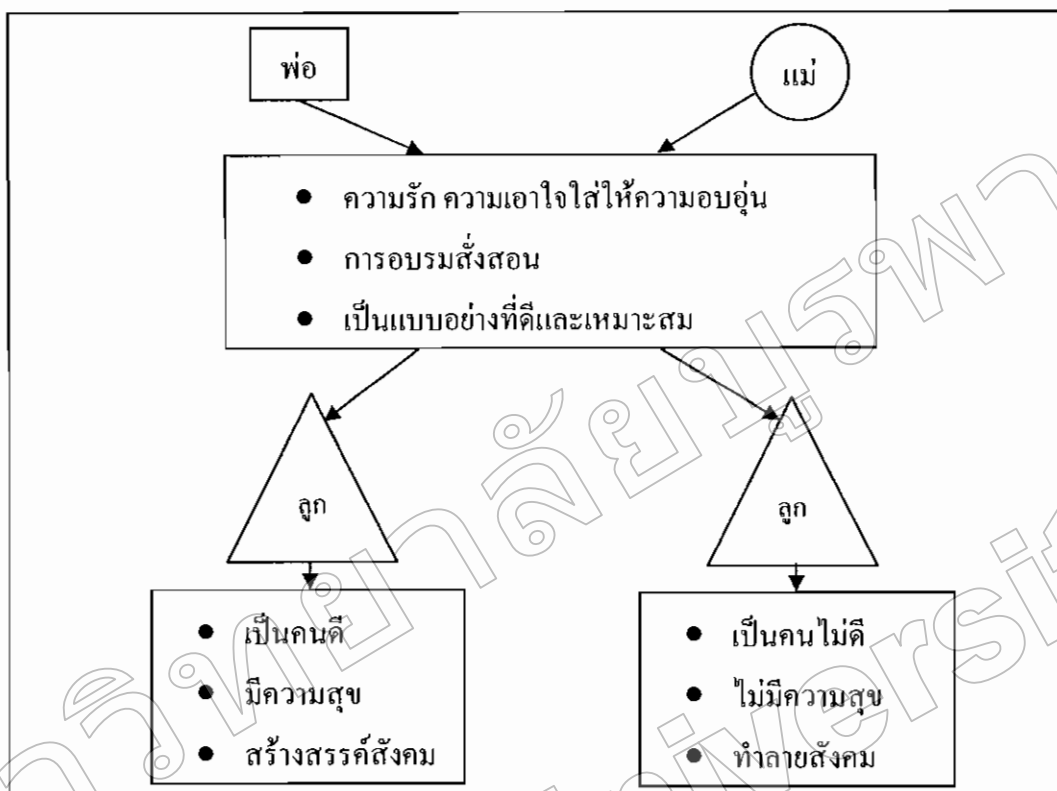 พ่อ
แม่
● ความรัก ความเอาใจใส่ให้ความอบอุ่น
● การอบรมสั่งสอน
● เป็นแบบอย่างที่ดีและเหมาะสม
ลูก
ลูก
● เป็นคนดี
● มีความสุข
● สร้างสรรค์สังคม
● เป็นคนไม่ดี
● ไม่มีความสุข
● ทำลายสังคม